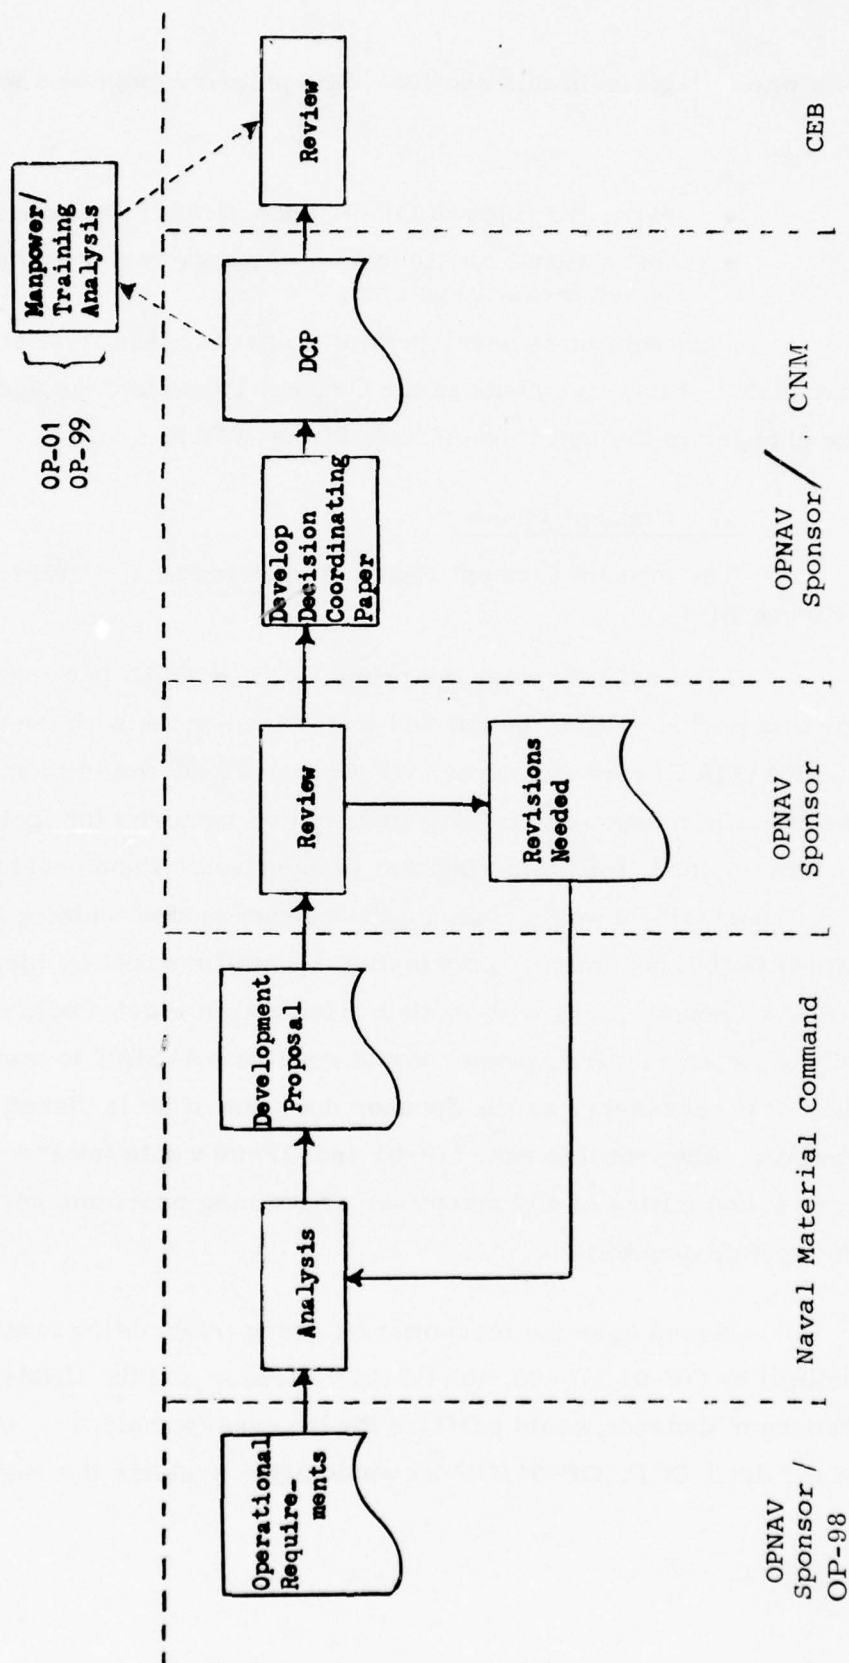 OP-01
OP-99
Manpower/
Training
Analysis
Operational
Require-
ments
Analysis
Development
Proposal
Review
Revisions
Needed
Develop
Decision
Coordinating
Paper
DCP
Review
OPNAV
Sponsor /
OP-98
Naval Material Command
OPNAV
Sponsor
OPNAV
Sponsor/ CNM
CEB